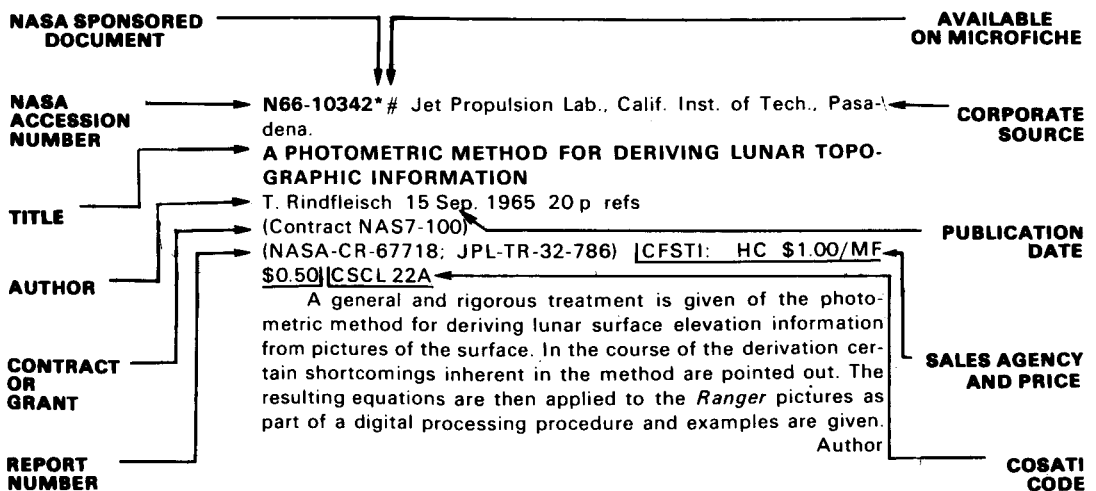 NASA SPONSORED
DOCUMENT
AVAILABLE
ON MICROFICHE
NASA
ACCESSION
NUMBER
CORPORATE
SOURCE
TITLE
AUTHOR
PUBLICATION
DATE
CONTRACT
OR
GRANT
SALES AGENCY
AND PRICE
REPORT
NUMBER
COSATI
CODE
N66-10342*# Jet Propulsion Lab., Calif. Inst. of Tech., Pasa-
dena.
A PHOTOMETRIC METHOD FOR DERIVING LUNAR TOPO-
GRAPHIC INFORMATION
T. Rindfleisch 15 Sep. 1965 20 p refs
(Contract NAS7-100)
(NASA-CR-67718; JPL-TR-32-786) CFSTI: HC $1.00/MF
$0.50 CSCL 22A
A general and rigorous treatment is given of the photo-
metric method for deriving lunar surface elevation information
from pictures of the surface. In the course of the derivation cer-
tain shortcomings inherent in the method are pointed out. The
resulting equations are then applied to the Ranger pictures as
part of a digital processing procedure and examples are given.
Author